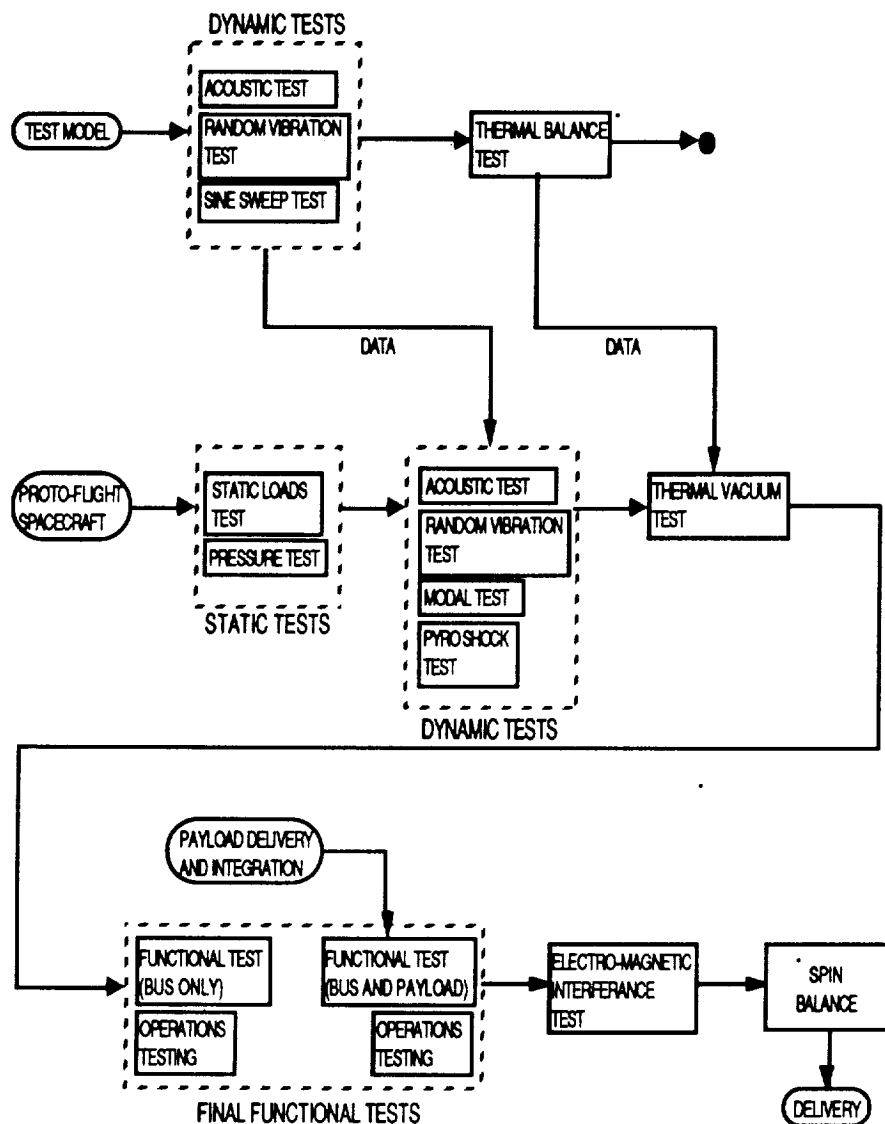 DYNAMIC TESTS
ACOUSTIC TEST
TEST MODEL
RANDOM VIBRATION
TEST
SINE SWEEP TEST
THERMAL BALANCE
TEST
DATA
DATA
PROTO-FLIGHT
SPACECRAFT
STATIC LOADS
TEST
PRESSURE TEST
STATIC TESTS
ACOUSTIC TEST
RANDOM VIBRATION
TEST
MODAL TEST
PYRO SHOCK
TEST
DYNAMIC TESTS
THERMAL VACUUM
TEST
PAYLOAD DELIVERY
AND INTEGRATION
FUNCTIONAL TEST
(BUS ONLY)
OPERATIONS
TESTING
FUNCTIONAL TEST
(BUS AND PAYLOAD)
OPERATIONS
TESTING
FINAL FUNCTIONAL TESTS
ELECTRO-MAGNETIC
INTERFERANCE
TEST
SPIN
BALANCE
DELIVERY